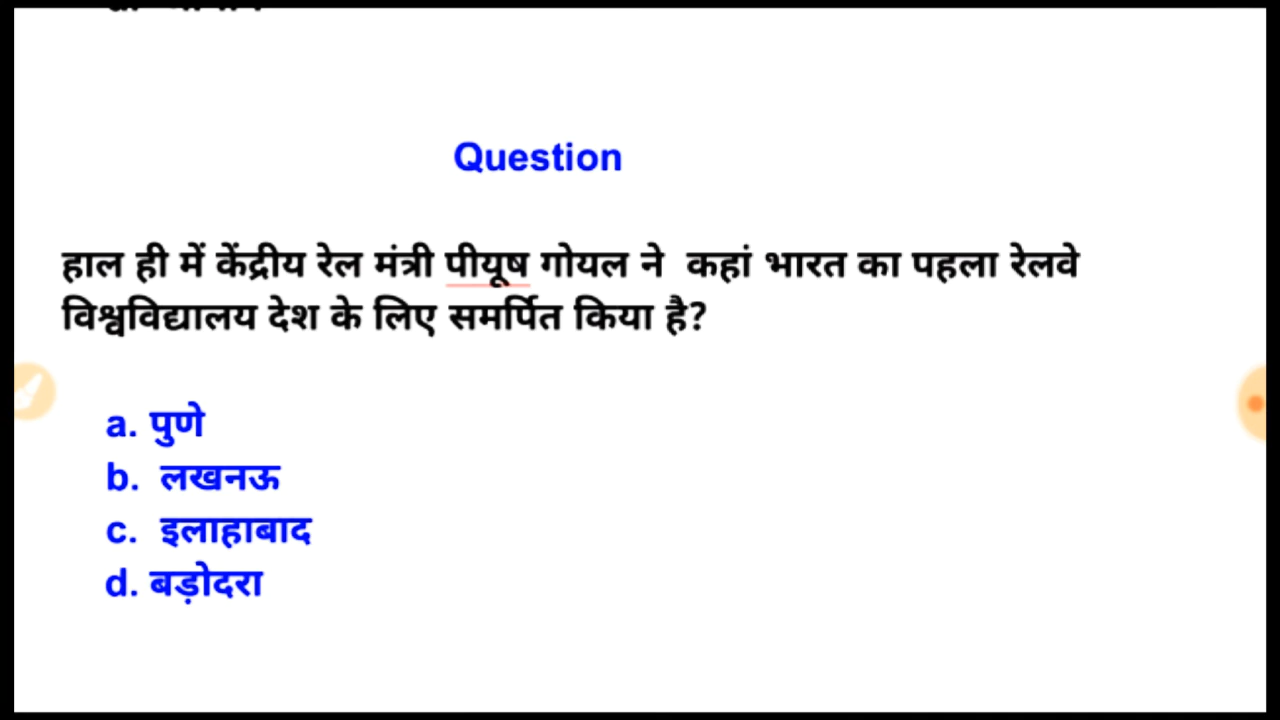 Question
हाल ही में केंद्रीय रेल मंत्री पीयूष गोयल ने कहां भारत का पहला रेलवे
विश्वविद्यालय देश के लिए समर्पित किया है?
a. पुणे
b. लखनऊ
c. इलाहाबाद
d. बड़ोदरा